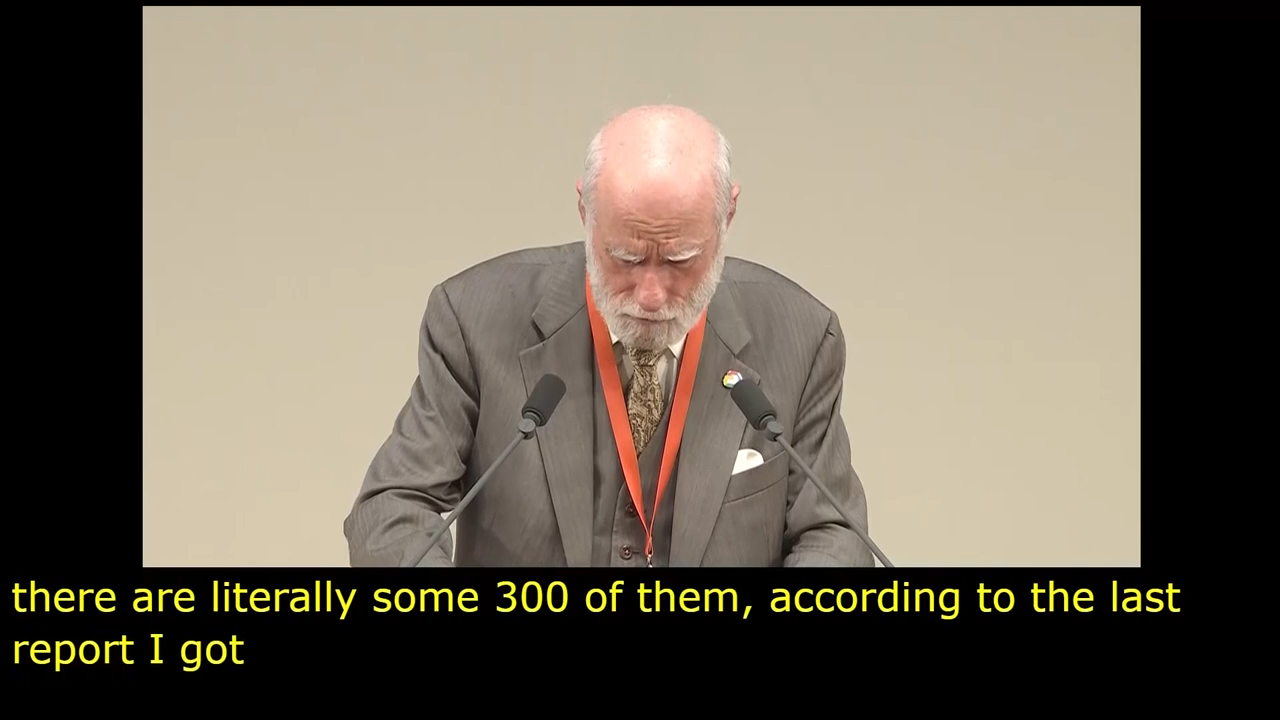 there are literally some 300 of them, according to the last
report I got